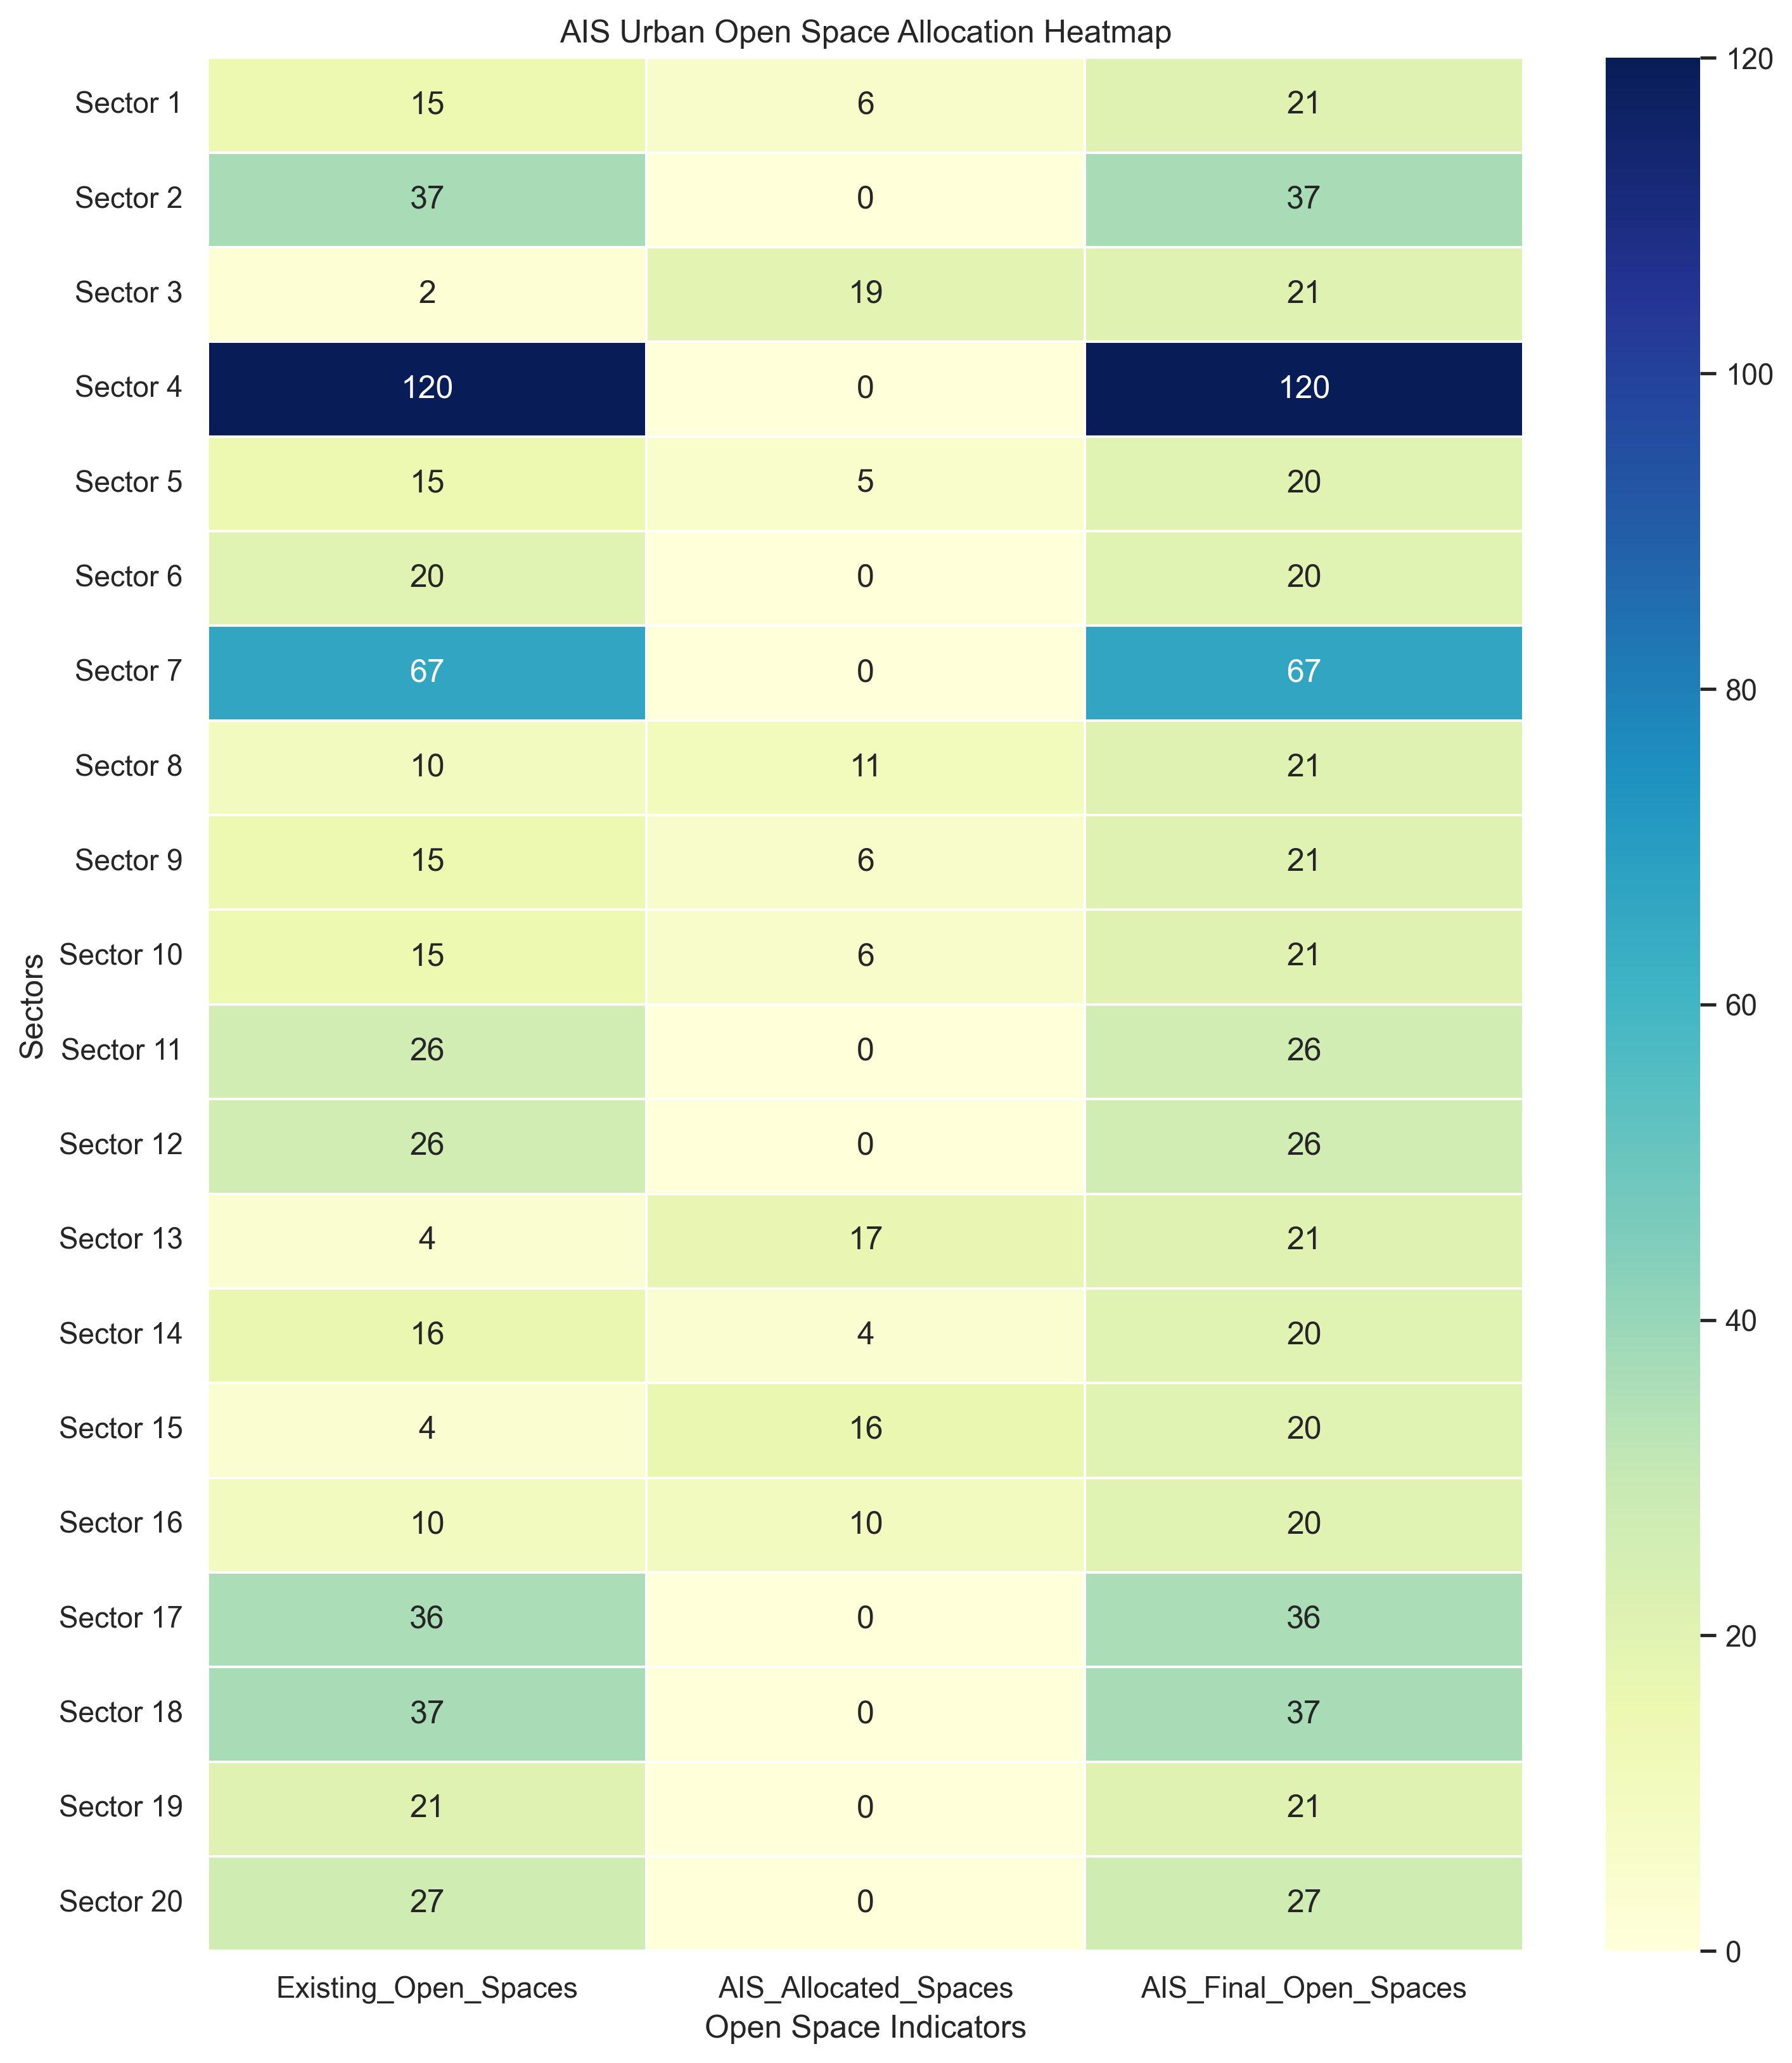 AIS Urban Open Space Allocation Heatmap
Sector 1 15 6 21
Sector 2 37 0 37
Sector 3 2 19 21
Sector 4 120 0 120
Sector 5 15 5 20
Sector 6 20 0 20
Sector 7 67 0 67
Sector 8 10 11 21
Sector 9 15 6 21
Sector 10 15 6 21
Sector 11 26 0 26
Sector 12 26 0 26
Sector 13 4 17 21
Sector 14 16 4 20
Sector 15 4 16 20
Sector 16 10 10 20
Sector 17 36 0 36
Sector 18 37 0 37
Sector 19 21 0 21
Sector 20 27 0 27
Sectors
Existing_Open_Spaces AIS_Allocated_Spaces AIS_Final_Open_Spaces
Open Space Indicators
120
100
80
60
40
20
0